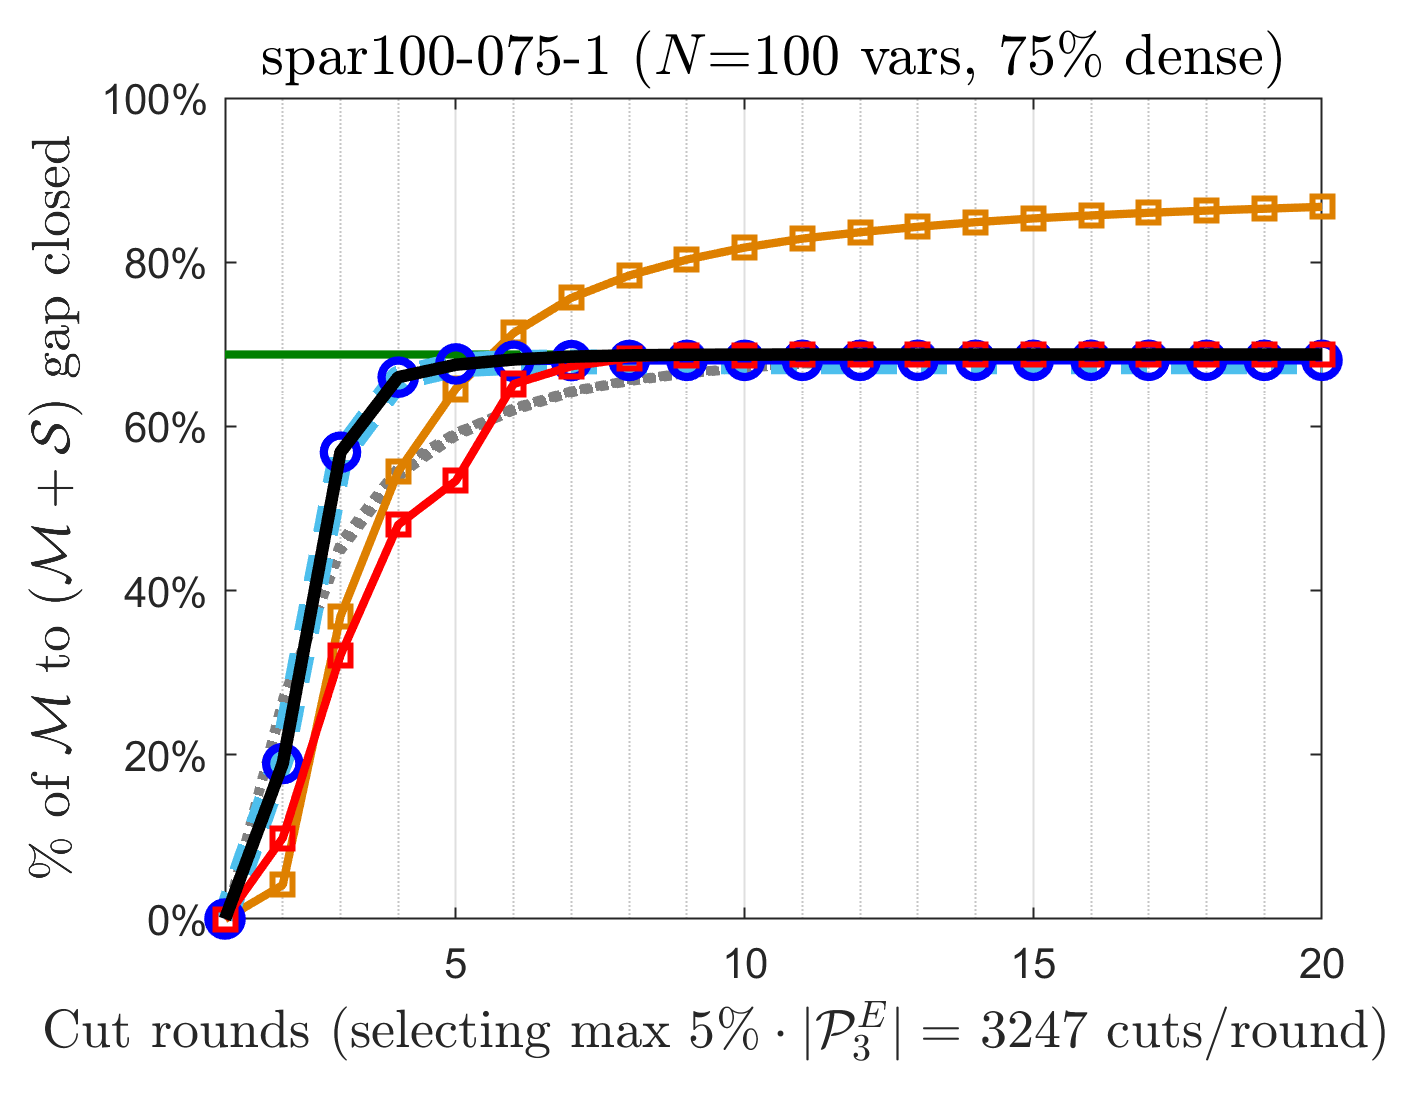 spar100-075-1 (N=100 vars, 75% dense)
% of ℳ to (ℳ + 𝒮) gap closed
100%
80%
60%
40%
20%
0%
5 10 15 20
Cut rounds (selecting max 5% · |𝒫₃ᴱ| = 3247 cuts/round)